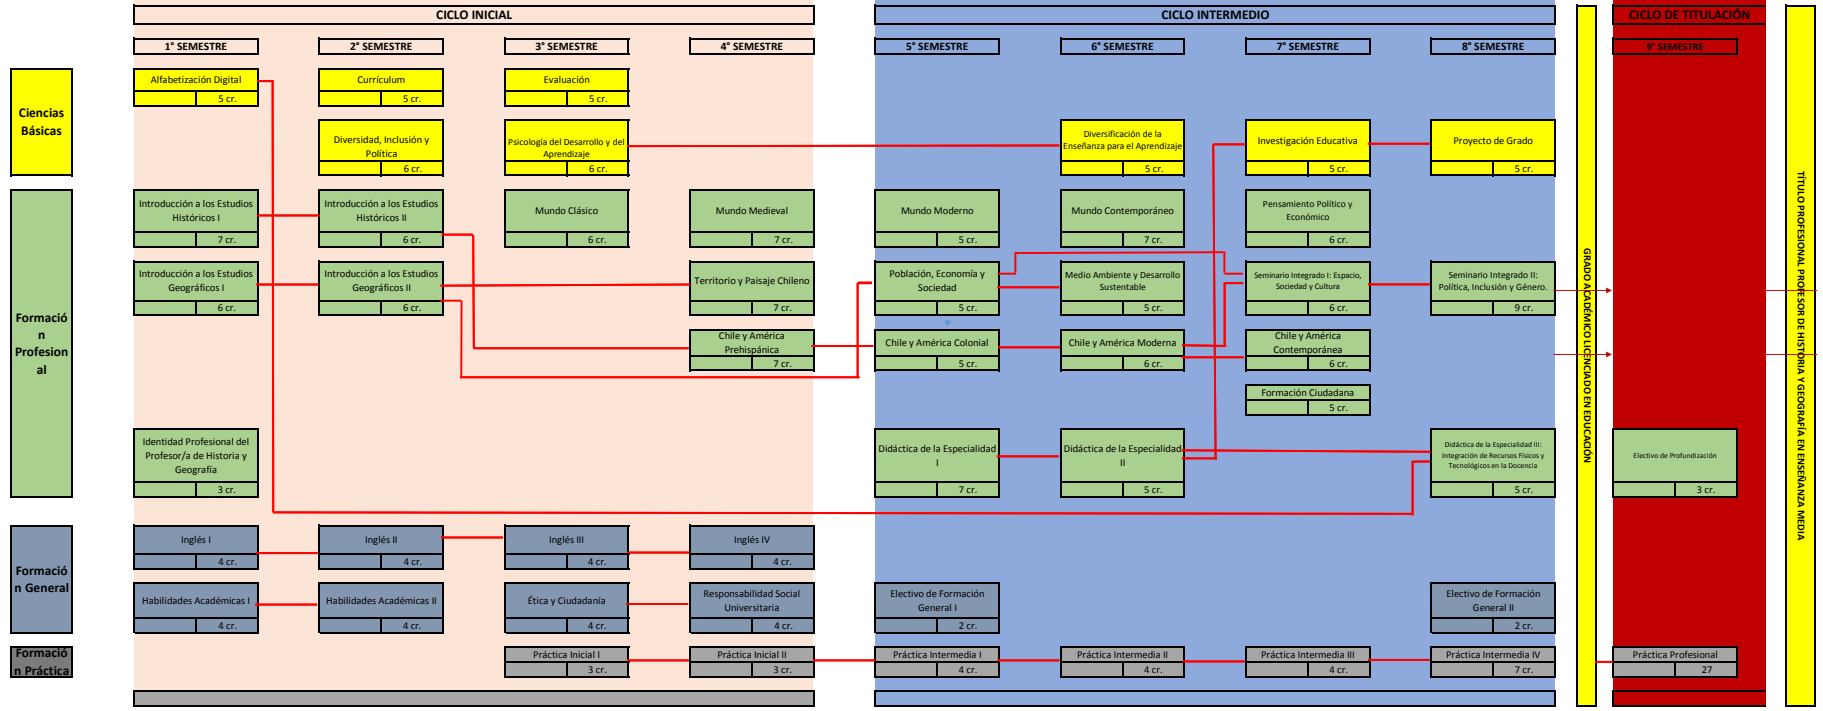 CICLO INICIAL
CICLO INTERMEDIO
CICLO DE TITULACIÓN
1° SEMESTRE
2° SEMESTRE
3° SEMESTRE
4° SEMESTRE
5° SEMESTRE
6° SEMESTRE
7° SEMESTRE
8° SEMESTRE
9° SEMESTRE
Ciencias
Básicas
Alfabetización Digital
5 cr.
Currículum
5 cr.
Evaluación
5 cr.
Diversidad, Inclusión y
Política
6 cr.
Psicología del Desarrollo y del
Aprendizaje
6 cr.
Diversificación de la
Enseñanza para el Aprendizaje
5 cr.
Investigación Educativa
5 cr.
Proyecto de Grado
5 cr.
Formació
n
Profesion
al
Introducción a los Estudios
Históricos I
7 cr.
Introducción a los Estudios
Históricos II
6 cr.
Mundo Clásico
6 cr.
Mundo Medieval
7 cr.
Mundo Moderno
5 cr.
Mundo Contemporáneo
7 cr.
Pensamiento Político y
Económico
6 cr.
Introducción a los Estudios
Geográficos I
6 cr.
Introducción a los Estudios
Geográficos II
6 cr.
Territorio y Paisaje Chileno
7 cr.
Población, Economía y
Sociedad
5 cr.
Medio Ambiente y Desarrollo
Sustentable
5 cr.
Seminario Integrado I: Espacio,
Sociedad y Cultura
6 cr.
Seminario Integrado II:
Política, Inclusión y Género.
9 cr.
Chile y América
Prehispánica
7 cr.
Chile y América Colonial
5 cr.
Chile y América Moderna
6 cr.
Chile y América
Contemporánea
6 cr.
Formación Ciudadana
5 cr.
Identidad Profesional del
Profesor/a de Historia y
Geografía
3 cr.
Didáctica de la Especialidad
I
7 cr.
Didáctica de la Especialidad
II
5 cr.
Didáctica de la Especialidad III:
Integración de Recursos Físicos y
Tecnológicos en la Docencia
5 cr.
Electivo de Profundización
3 cr.
Formació
n General
Inglés I
4 cr.
Inglés II
4 cr.
Inglés III
4 cr.
Inglés IV
4 cr.
Habilidades Académicas I
4 cr.
Habilidades Académicas II
4 cr.
Ética y Ciudadanía
4 cr.
Responsabilidad Social
Universitaria
4 cr.
Electivo de Formación
General I
2 cr.
Electivo de Formación
General II
2 cr.
Formació
n Práctica
Práctica Inicial I
3 cr.
Práctica Inicial II
3 cr.
Práctica Intermedia I
4 cr.
Práctica Intermedia II
4 cr.
Práctica Intermedia III
4 cr.
Práctica Intermedia IV
7 cr.
Práctica Profesional
27
GRADO ACADÉMICO LICENCIADO EN EDUCACIÓN
TÍTULO PROFESIONAL PROFESOR DE HISTORIA Y GEOGRAFÍA EN ENSEÑANZA MEDIA